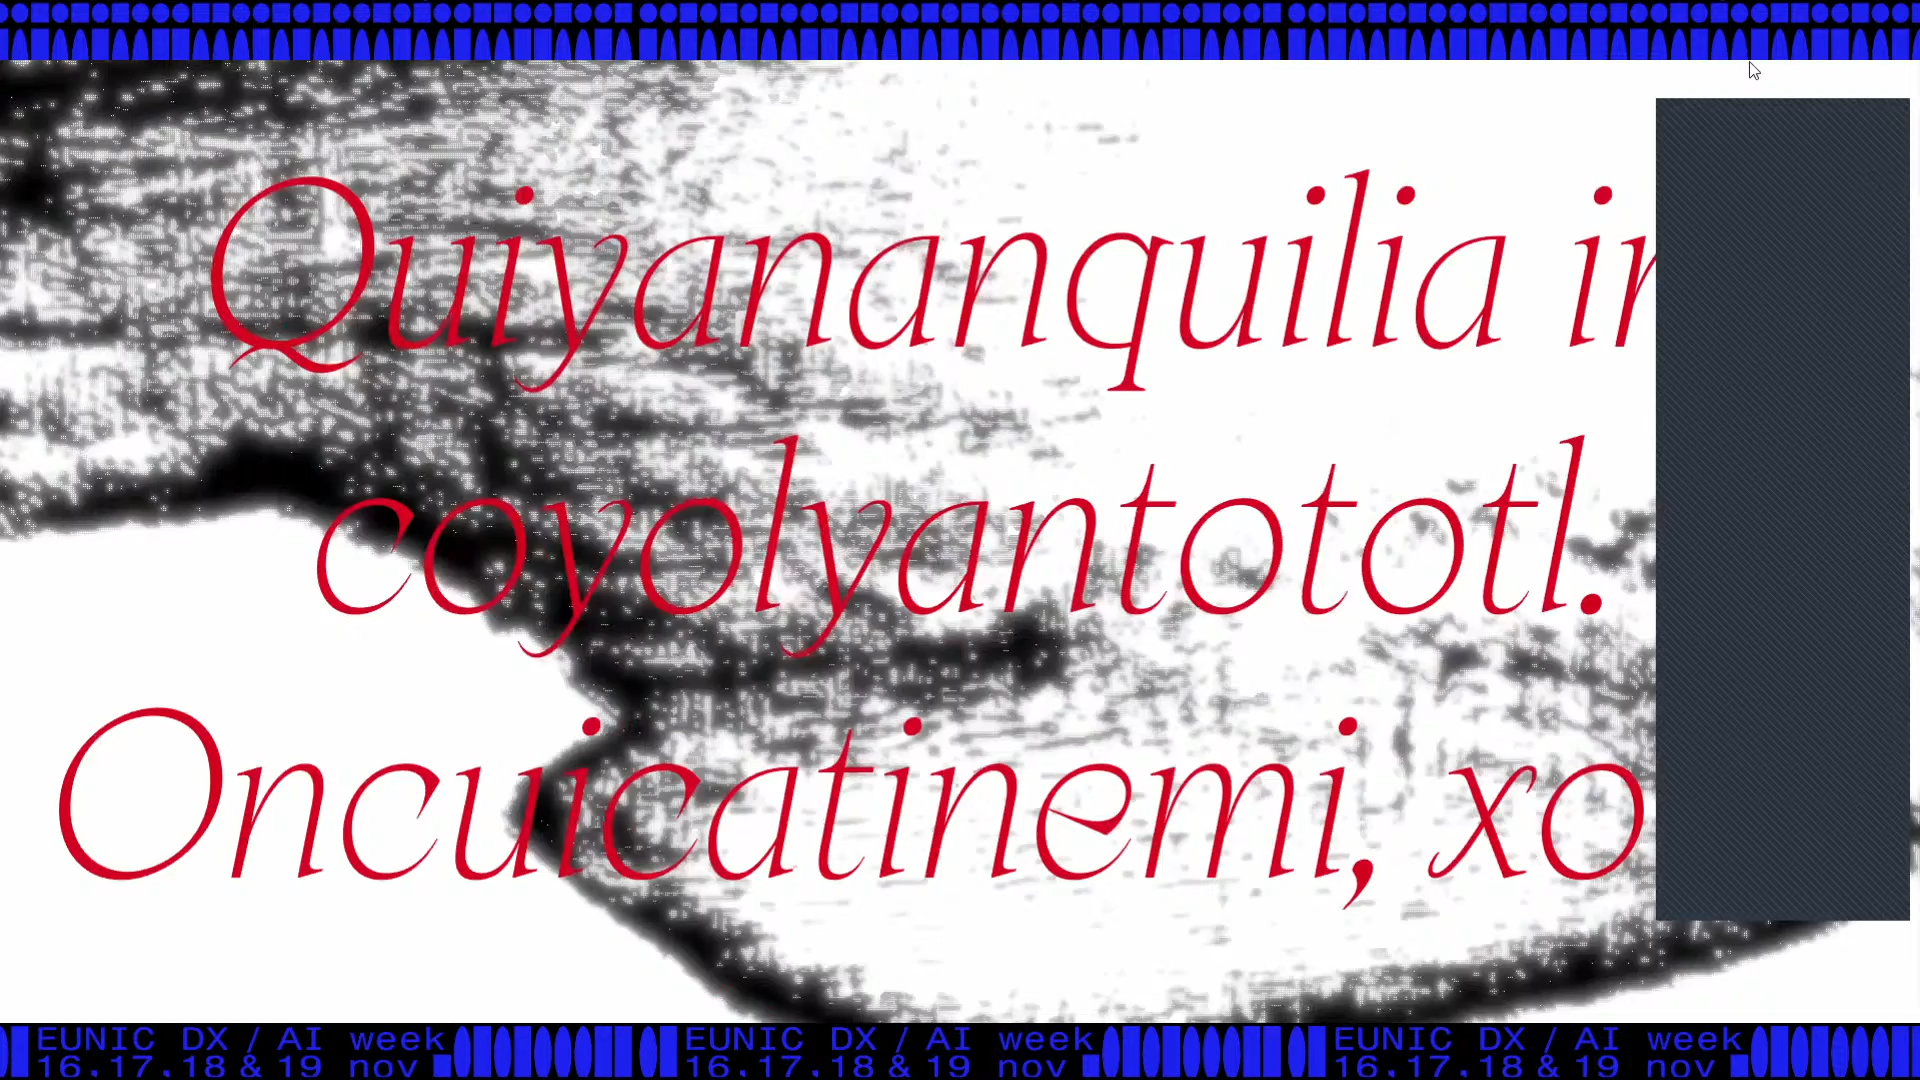 Quiyananquilia
coyolyantototl.
Oncuicatinemi, xo
EUNIC DX / AI week EUNIC DX / AI week EUNIC DX / AI week
16.17.18 & 19 nov 16.17.18 & 19 nov 16.17.18 & 19 nov